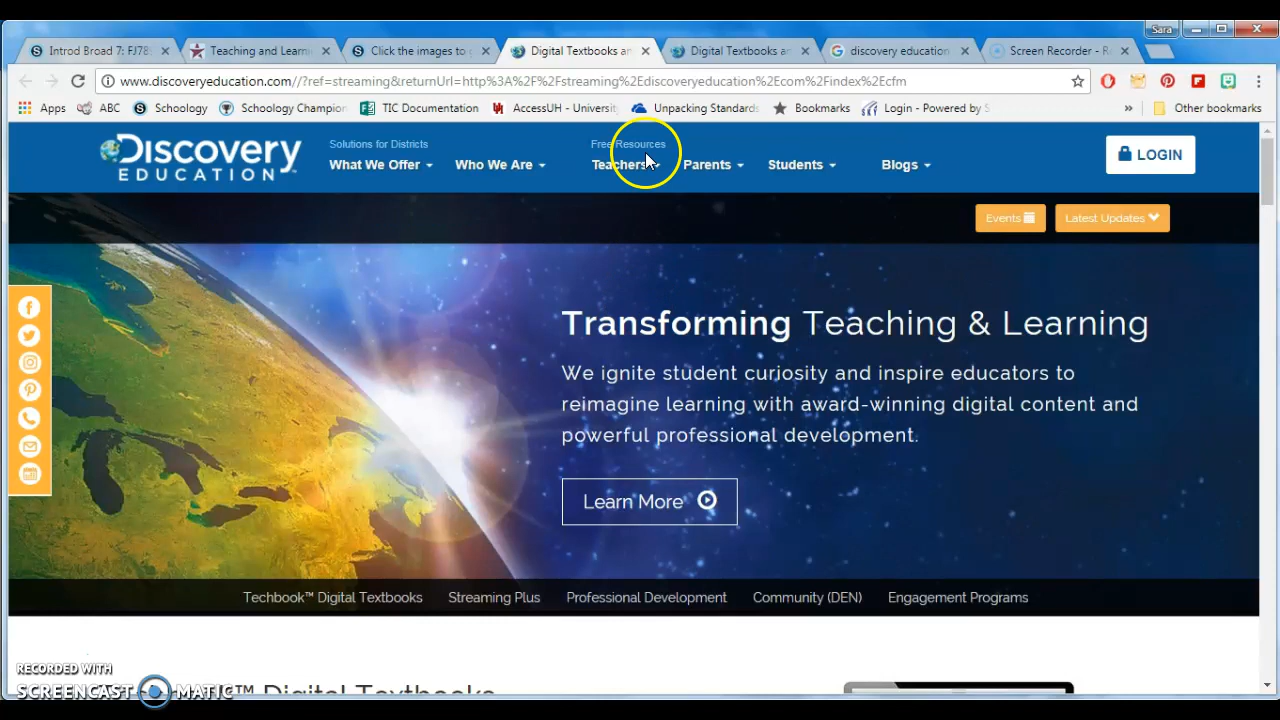 Sara
Introd Broad 7: FJ78
Teaching and Learni
Click the images to
Digital Textbooks an
Digital Textbooks a
discovery education
Screen Recorder - R
www.discoveryeducation.com//?ref=streaming&returnUrl=http%3A%2F%2Fstreaming%2Ediscoveryeducation%2Ecom%2Findex%2Ecfm
Apps
ABC
Schoology
Schoology Champion
TIC Documentation
AccessUH - Universit
Unpacking Standards
Bookmarks
Login - Powered by S
» Other bookmarks
Discovery
EDUCATION
Solutions for Districts
What We Offer
Who We Are
Free Resources
Teachers
Parents
Students
Blogs
LOGIN
Events
Latest Updates
Transforming Teaching & Learning
We ignite student curiosity and inspire educators to
reimagine learning with award-winning digital content and
powerful professional development.
Learn More
Techbook™ Digital Textbooks
Streaming Plus
Professional Development
Community (DEN)
Engagement Programs
RECORDED WITH
SCREENCAST MATIC
™ Digital Textbooks